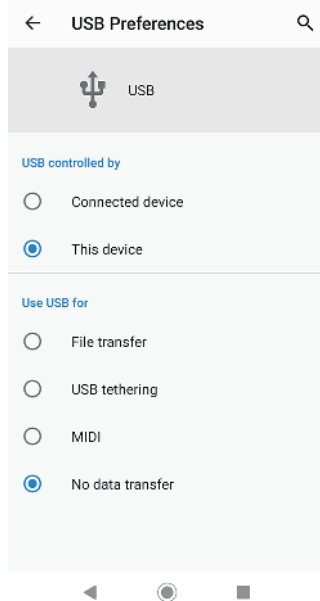 USB Preferences
USB
USB controlled by
Connected device
This device
Use USB for
File transfer
USB tethering
MIDI
No data transfer